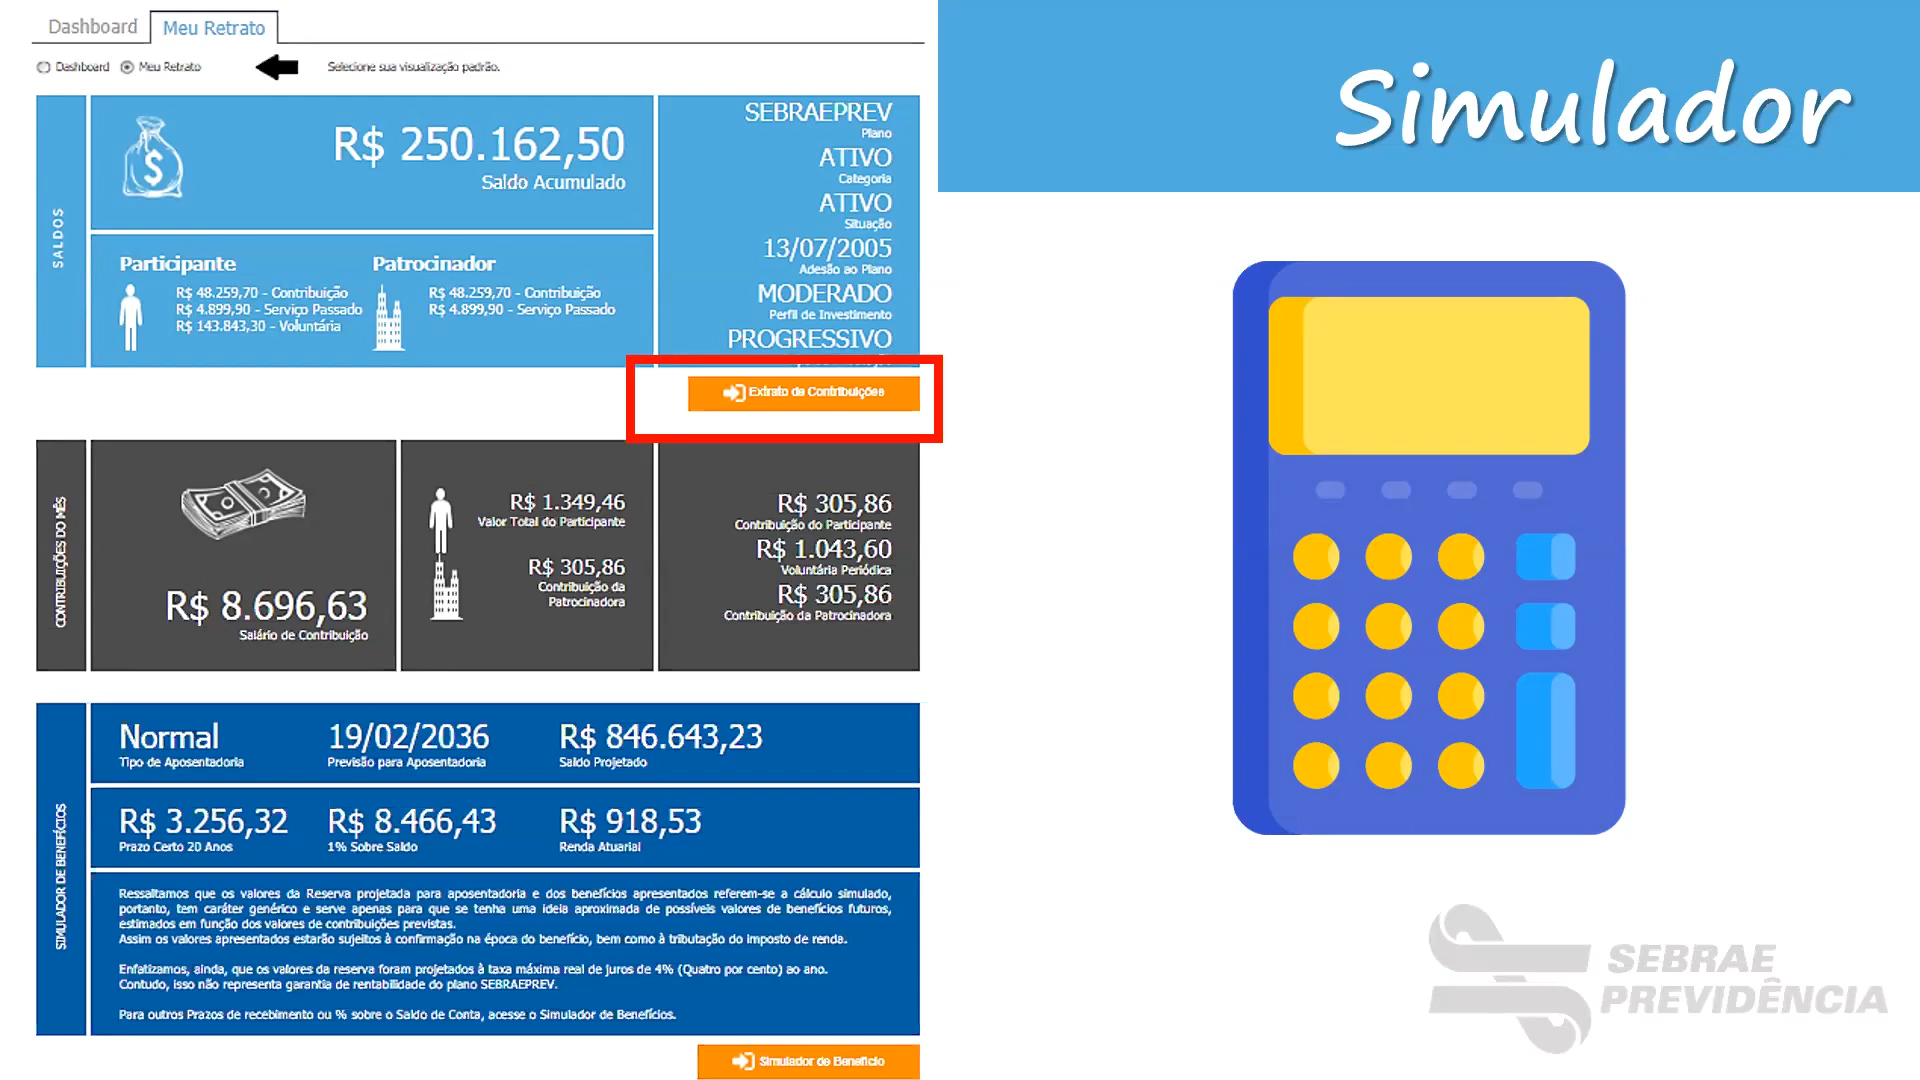 Dashboard
Meu Retrato
Dashboard
Meu Retrato
Selecione sua visualização padrão.
Simulador
SALDOS
R$ 250.162,50
Saldo Acumulado
Participante
R$ 48.259,70 - Contribuição
R$ 4.899,90 - Serviço Passado
R$ 143.843,30 - Voluntária
Patrocinador
R$ 48.259,70 - Contribuição
R$ 4.899,90 - Serviço Passado
SEBRAEPREV
Plano
ATIVO
Categoria
ATIVO
Situação
13/07/2005
Adesão ao Plano
MODERADO
Perfil de Investimento
PROGRESSIVO
Extrato de Contribuições
CONTRIBUIÇÕES DO MÊS
R$ 8.696,63
Salário de Contribuição
R$ 1.349,46
Valor Total do Participante
R$ 305,86
Contribuição da
Patrocinadora
R$ 305,86
Contribuição do Participante
R$ 1.043,60
Voluntária Periódica
R$ 305,86
Contribuição da Patrocinadora
SIMULADOR DE BENEFÍCIOS
Normal
Tipo de Aposentadoria
19/02/2036
Previsão para Aposentadoria
R$ 846.643,23
Saldo Projetado
R$ 3.256,32
Prazo Certo 20 Anos
R$ 8.466,43
1% Sobre Saldo
R$ 918,53
Renda Atuarial
Ressaltamos que os valores da Reserva projetada para aposentadoria e dos benefícios apresentados referem-se a cálculo simulado,
portanto, tem caráter genérico e serve apenas para que se tenha uma ideia aproximada de possíveis valores de benefícios futuros,
estimados em função dos valores de contribuições previstas.
Assim os valores apresentados estarão sujeitos à confirmação na época do benefício, bem como à tributação do imposto de renda.
Enfatizamos, ainda, que os valores da reserva foram projetados à taxa máxima real de juros de 4% (Quatro por cento) ao ano.
Contudo, isso não representa garantia de rentabilidade do plano SEBRAEPREV.
Para outros Prazos de recebimento ou % sobre o Saldo de Conta, acesse o Simulador de Benefícios.
Simulador de Benefício
SEBRAE
PREVIDÊNCIA